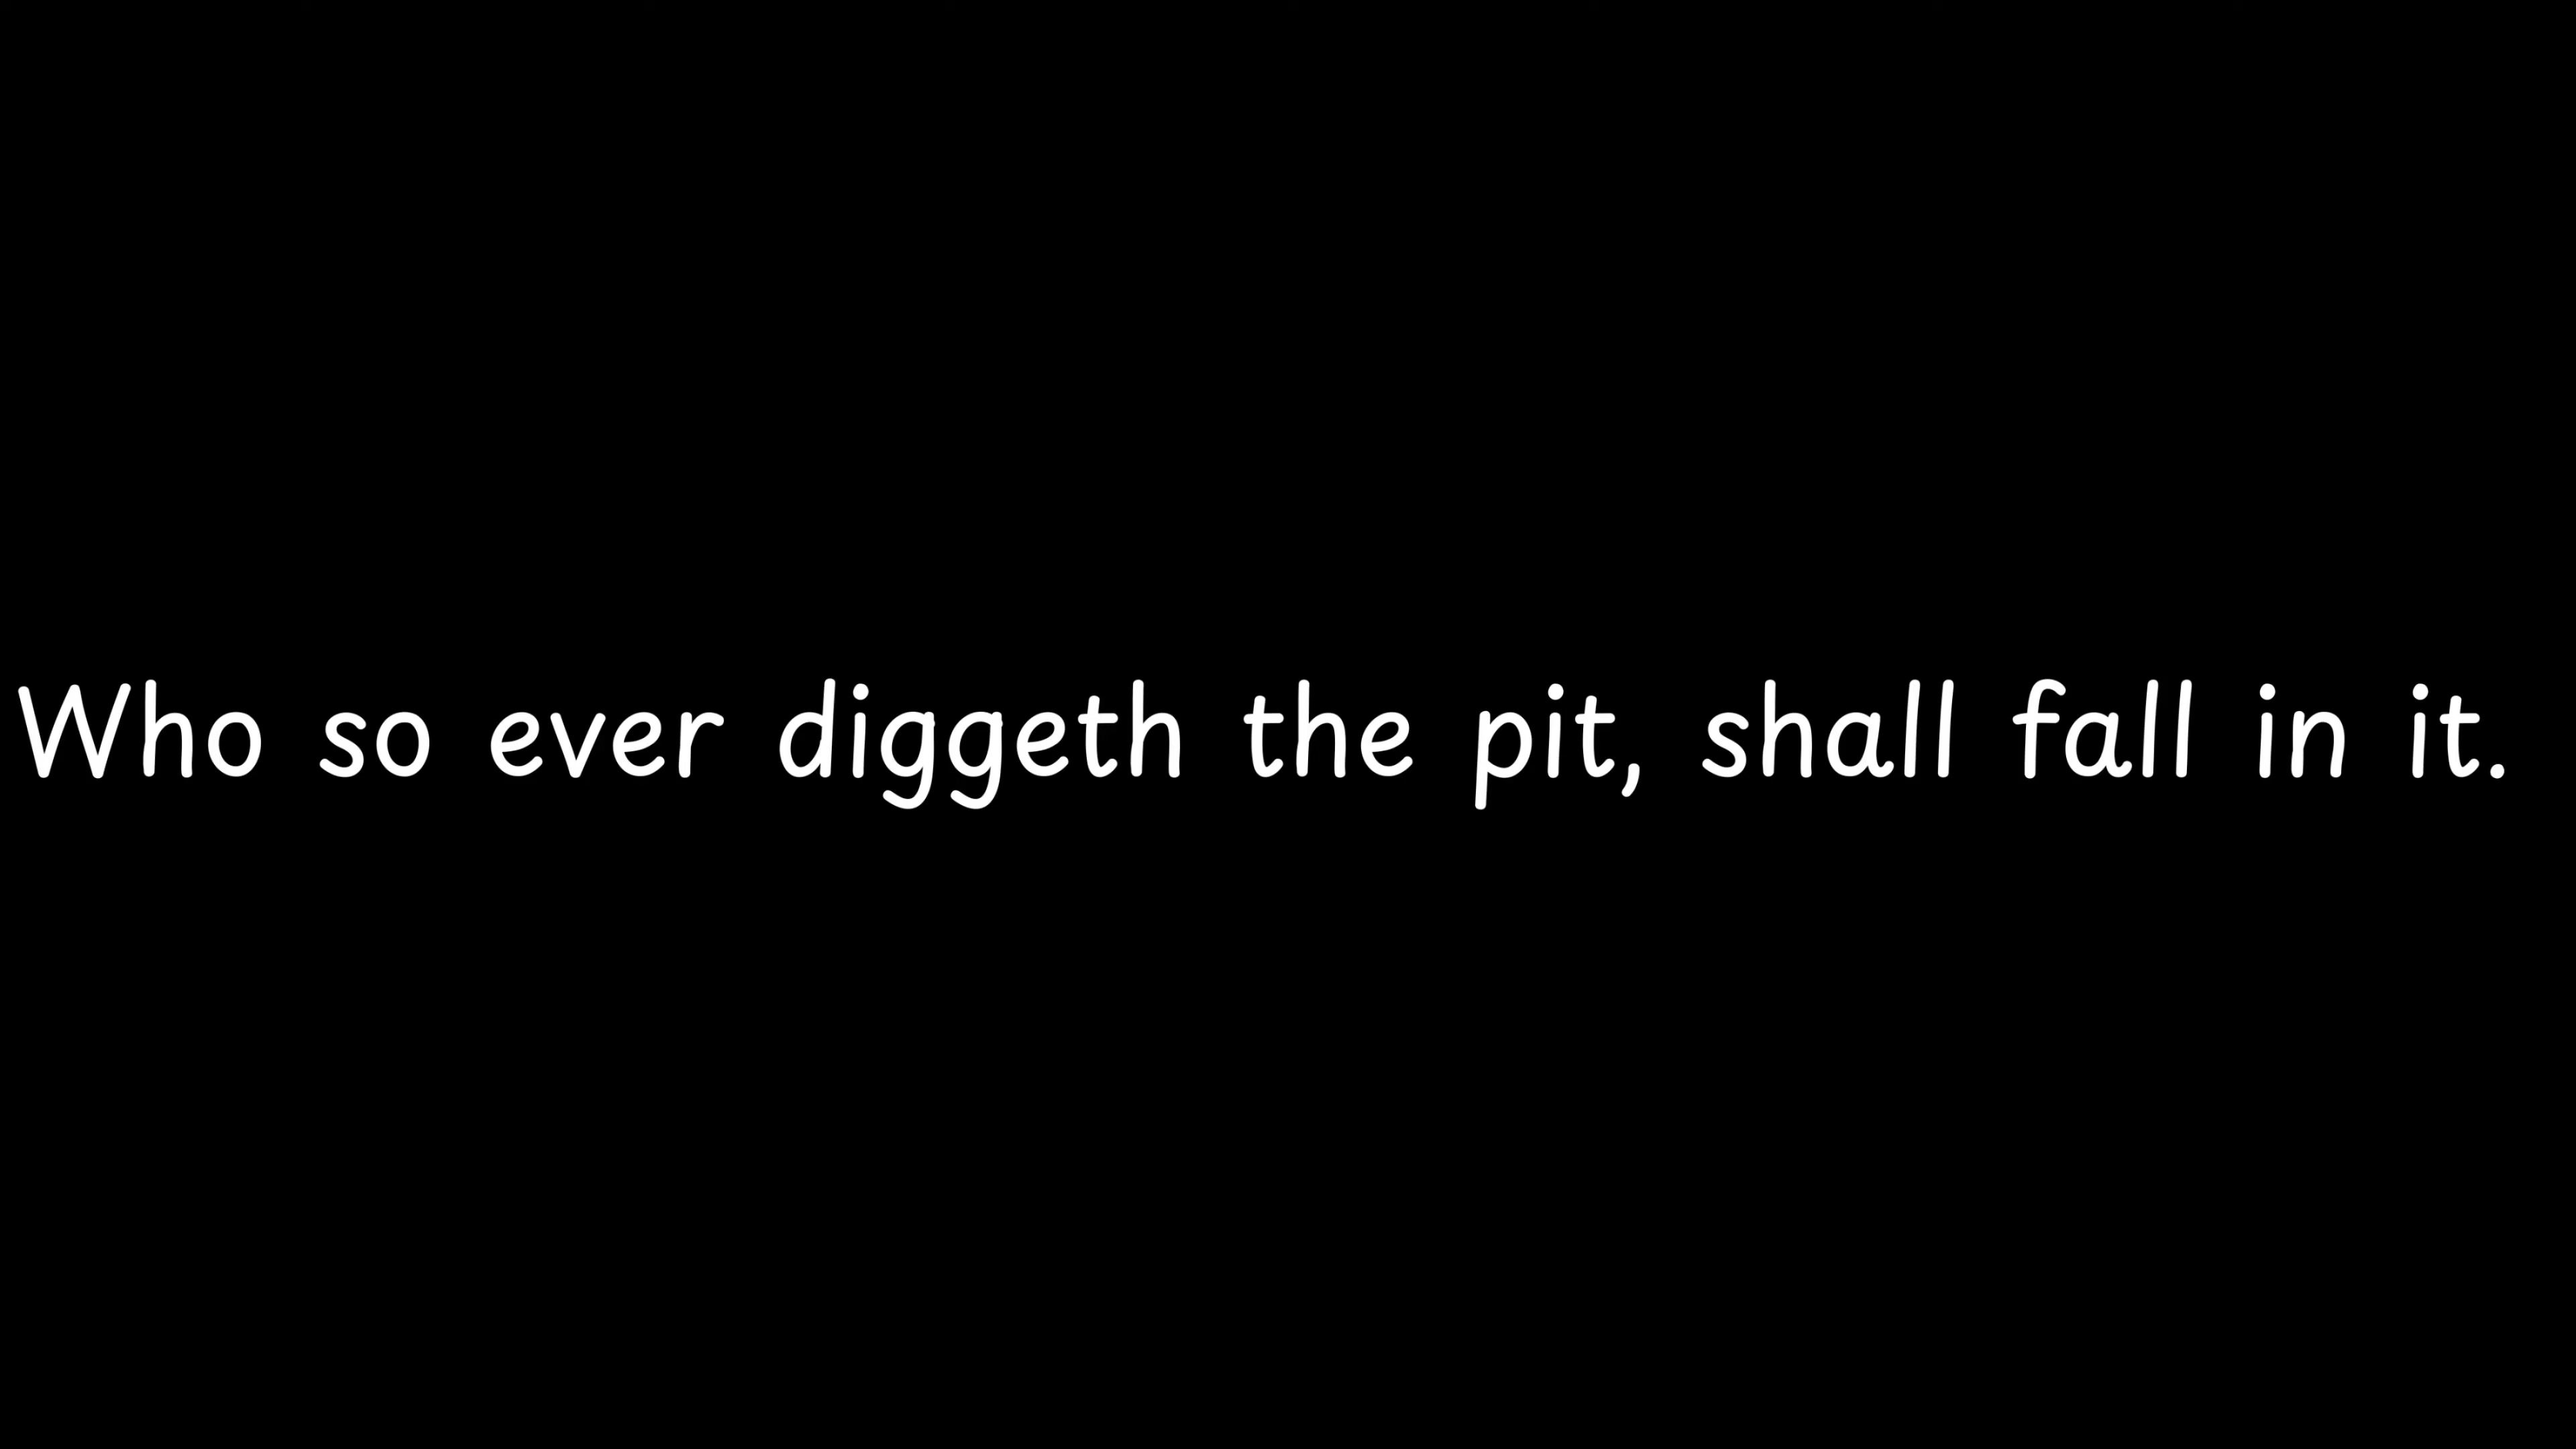 Who so ever diggeth the pit, shall fall in it.